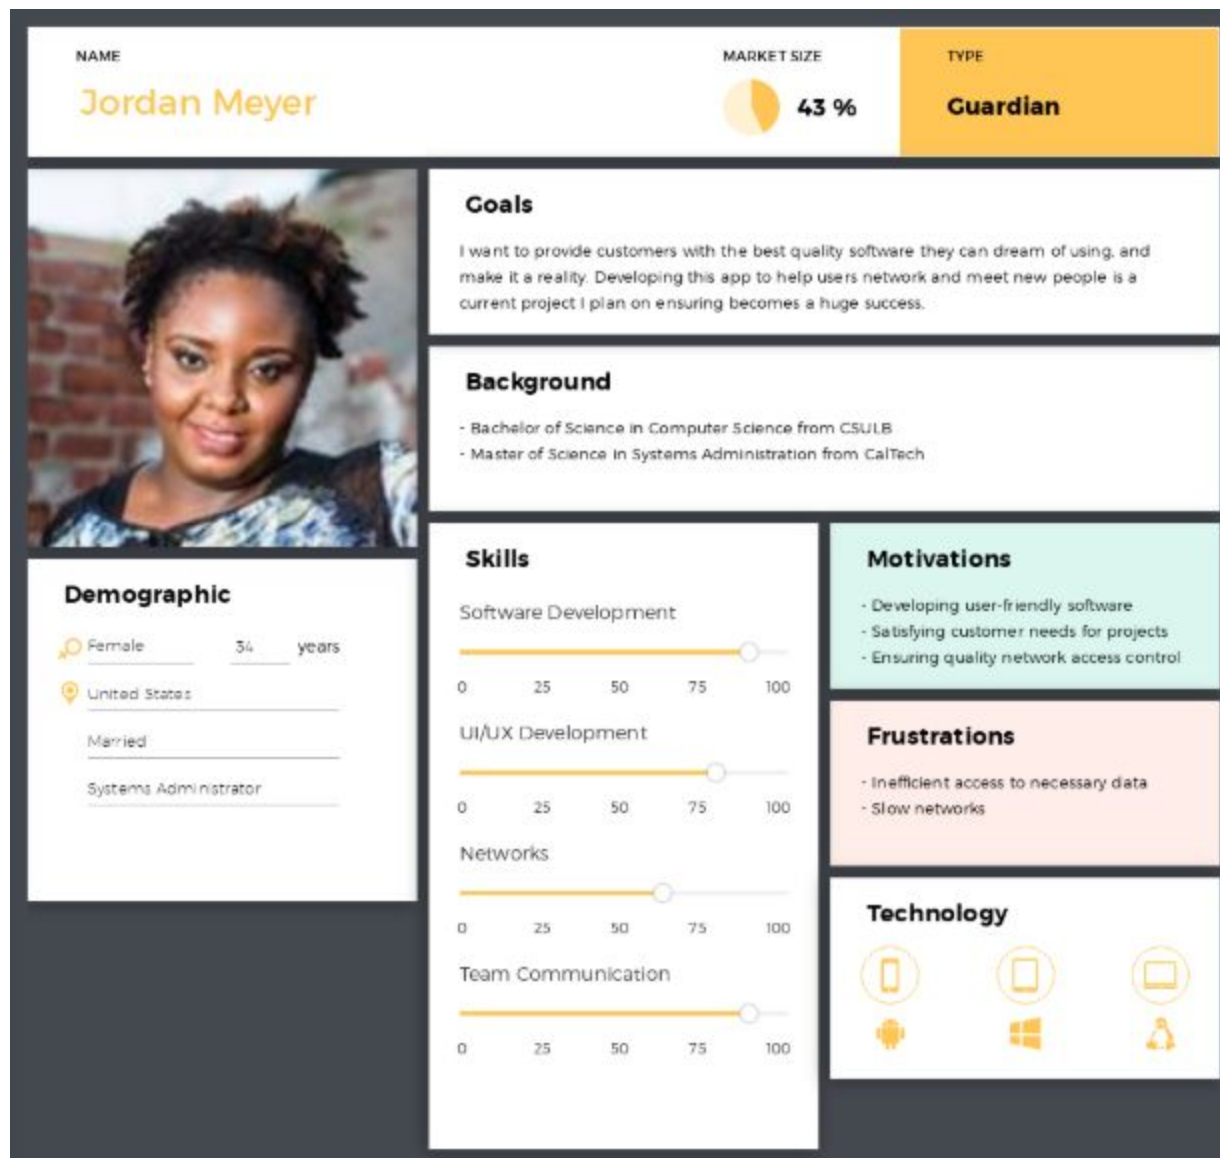 NAME
Jordan Meyer
MARKET SIZE
43 %
TYPE
Guardian
Goals
I want to provide customers with the best quality software they can dream of using, and
make it a reality. Developing this app to help users network and meet new people is a
current project I plan on ensuring becomes a huge success.
Background
- Bachelor of Science in Computer Science from CSULB
- Master of Science in Systems Administration from CalTech
Demographic
Female 34 years
United States
Married
Systems Administrator
Skills
Software Development
0 25 50 75 100
UI/UX Development
0 25 50 75 100
Networks
0 25 50 75 100
Team Communication
0 25 50 75 100
Motivations
- Developing user-friendly software
- Satisfying customer needs for projects
- Ensuring quality network access control
Frustrations
- Inefficient access to necessary data
- Slow networks
Technology